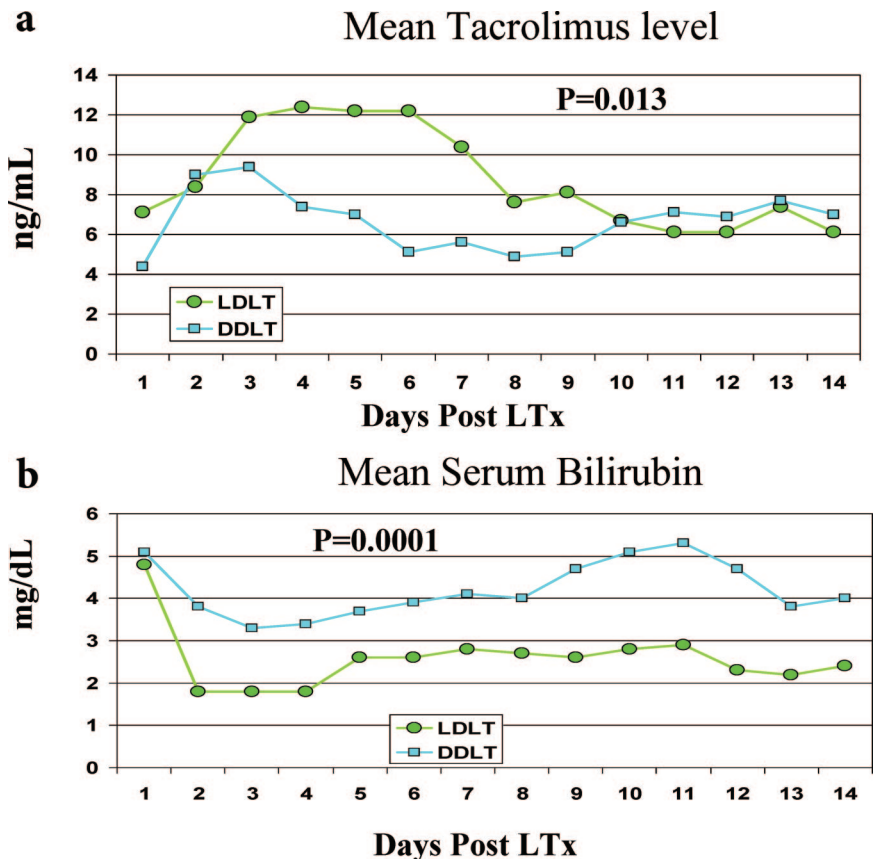 a
Mean Tacrolimus level
P=0.013
ng/mL
14
12
10
8
6
4
2
0
LDLT
DDLT
1 2 3 4 5 6 7 8 9 10 11 12 13 14
Days Post LTx
b
Mean Serum Bilirubin
P=0.0001
mg/dL
6
5
4
3
2
1
0
LDLT
DDLT
1 2 3 4 5 6 7 8 9 10 11 12 13 14
Days Post LTx